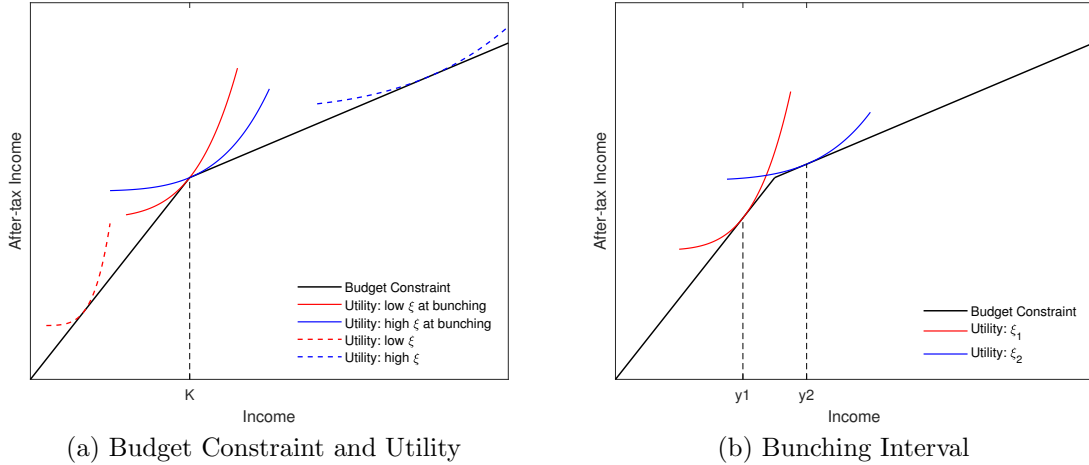 After-tax Income
Budget Constraint
Utility: low ξ at bunching
Utility: high ξ at bunching
Utility: low ξ
Utility: high ξ
K
Income
(a) Budget Constraint and Utility
After-tax Income
Budget Constraint
Utility: ξ1
Utility: ξ2
y1
y2
Income
(b) Bunching Interval